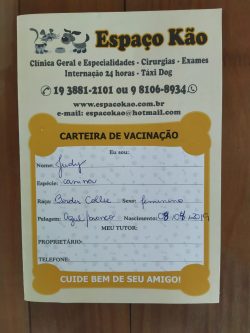 Espaço Kão
Clínica Geral e Especialidades - Cirurgias - Exames
Internação 24 horas - Táxi Dog
19 3881-2101 ou 9 8106-8934
www.espacokao.com.br
e-mail: espacokao@hotmail.com
CARTEIRA DE VACINAÇÃO
Eu sou:
Nome: Judy
Espécie: canina
Raça: Border Collie Sexo: feminino
Pelagem: Azul/branco Nascimento: 08/08/2019
MEU TUTOR:
PROPRIETÁRIO:
TELEFONE:
CUIDE BEM DE SEU AMIGO!